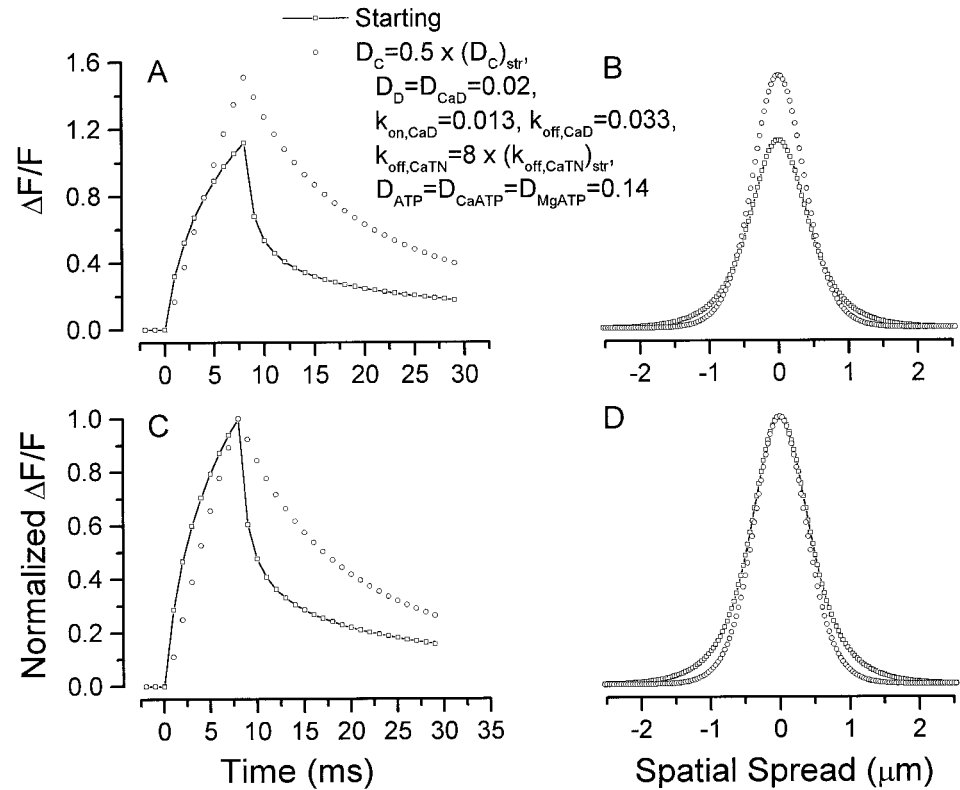 Starting
D_C=0.5 x (D_C)_str,
D_D=D_CaD=0.02,
k_on,CaD=0.013, k_off,CaD=0.033,
k_off,CaTN=8 x (k_off,CaTN)_str,
D_ATP=D_CaATP=D_MgATP=0.14
A
ΔF/F
1.6
1.2
0.8
0.4
0.0
0 5 10 15 20 25 30
B
-2 -1 0 1 2
C
Normalized ΔF/F
1.0
0.8
0.6
0.4
0.2
0.0
0 5 10 15 20 25 30 35
Time (ms)
D
-2 -1 0 1 2
Spatial Spread (μm)